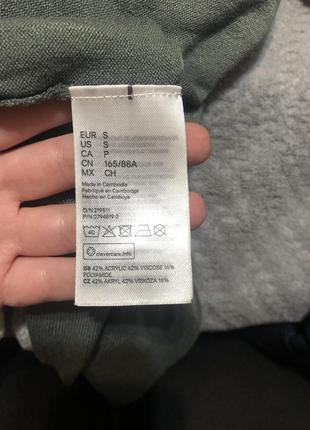 EUR S
US S
CA P
CN 165/88A
MX CH
Made in Cambodia
Fabriqué en Cambodge
Hecho en Camboya
O/N 219511
P/N 0794819 0
40
clevercare.info
GB 42% ACRYLIC 42% VISCOSE 16%
POLYAMIDE.
CZ 42% AKRYL 42% VISKÓZA 16%